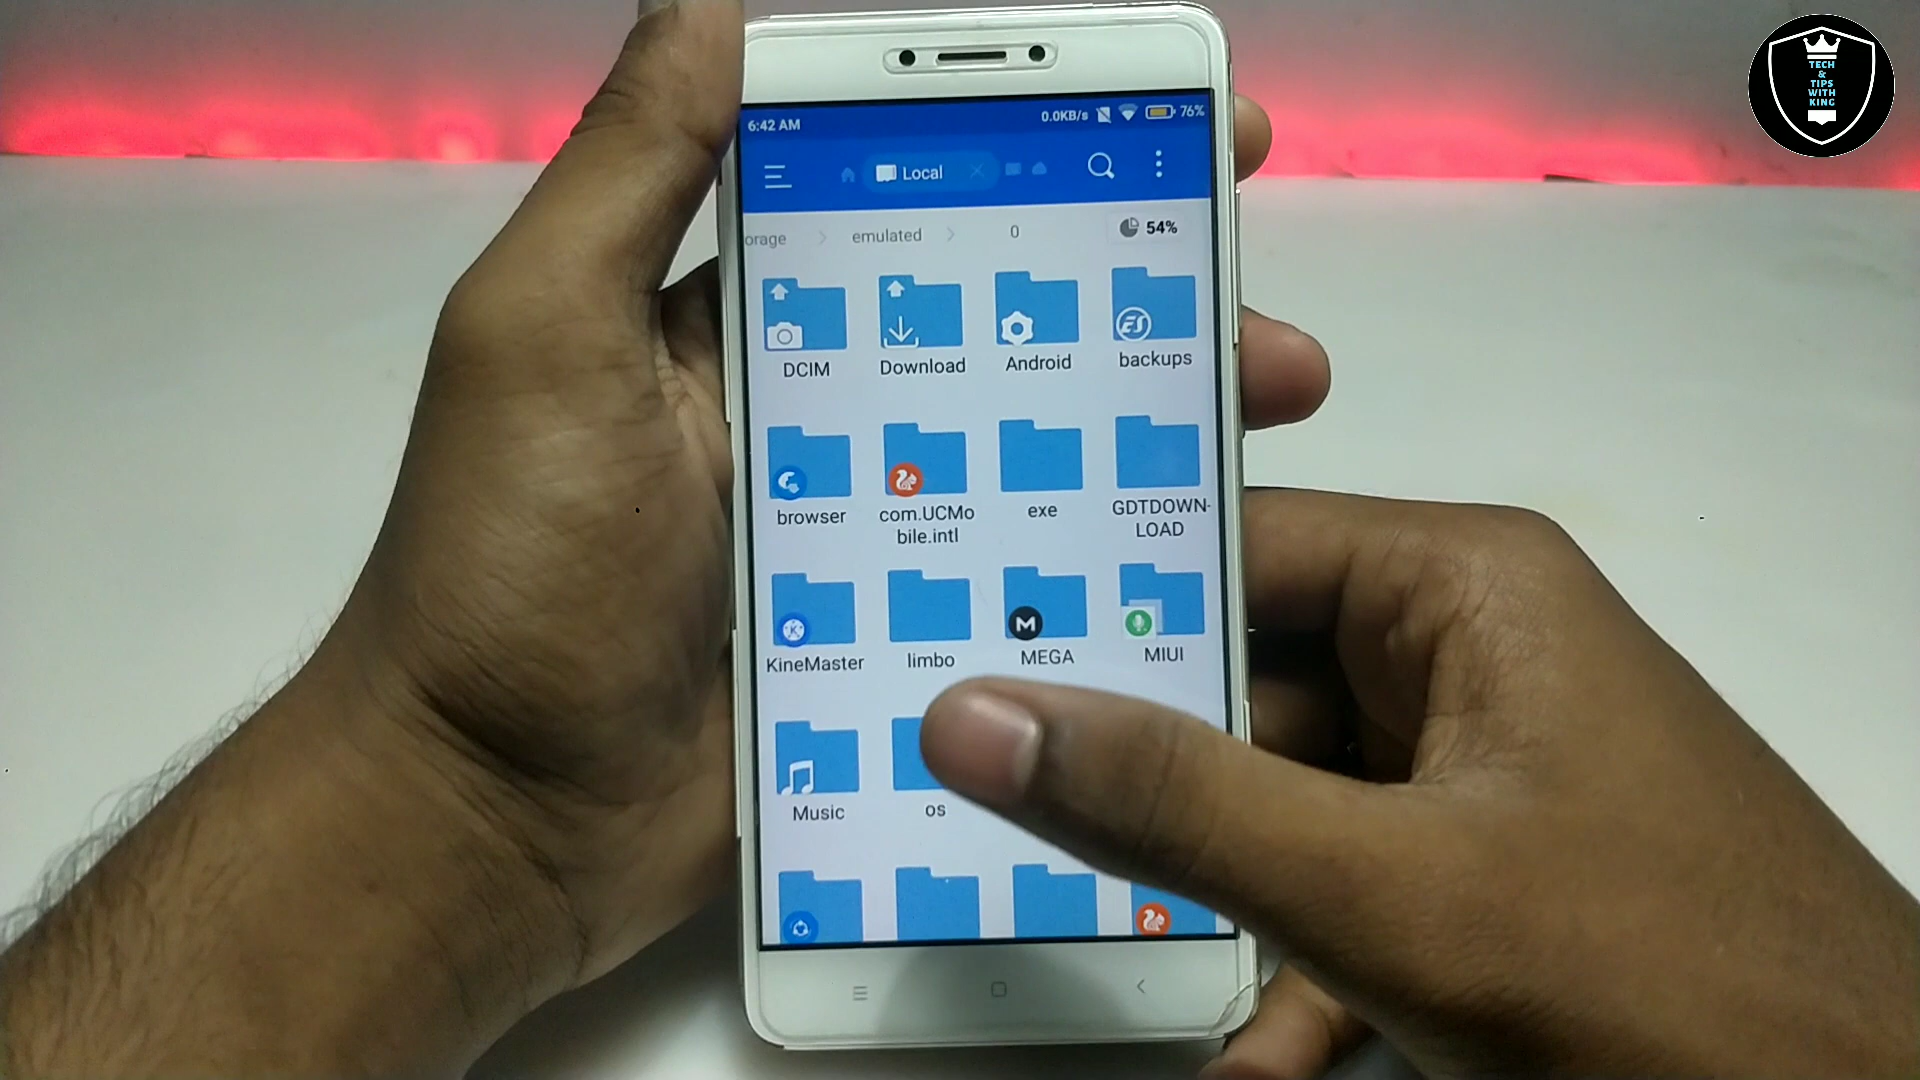 TECH
&
TIPS
WITH
KING
6:42 AM
0.0KB/s
76%
Local
orage
emulated
0
54%
DCIM
Download
Android
backups
browser
com.UCMo
bile.intl
exe
GDTDOWN-
LOAD
KineMaster
limbo
MEGA
MIUI
Music
os